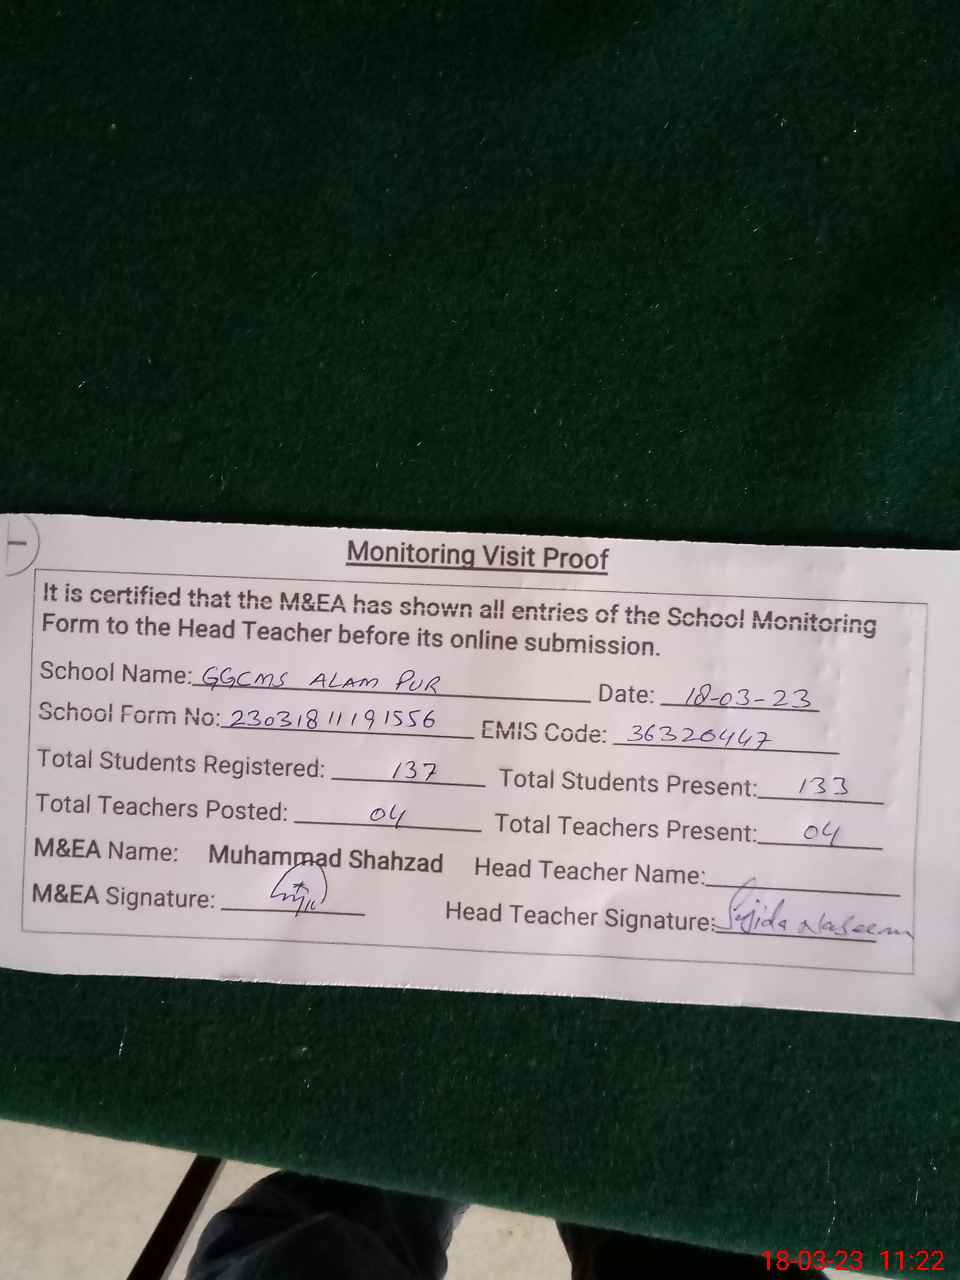 Monitoring Visit Proof
It is certified that the M&EA has shown all entries of the School Monitoring
Form to the Head Teacher before its online submission.
School Name: GGCMS ALAM PUR Date: 18-03-23
School Form No: 23031811191556 EMIS Code: 36320447
Total Students Registered: 137 Total Students Present: 133
Total Teachers Posted: 04 Total Teachers Present: 04
M&EA Name: Muhammad Shahzad Head Teacher Name:
M&EA Signature: Head Teacher Signature: Sajida Naseem
18-03-23 11:22